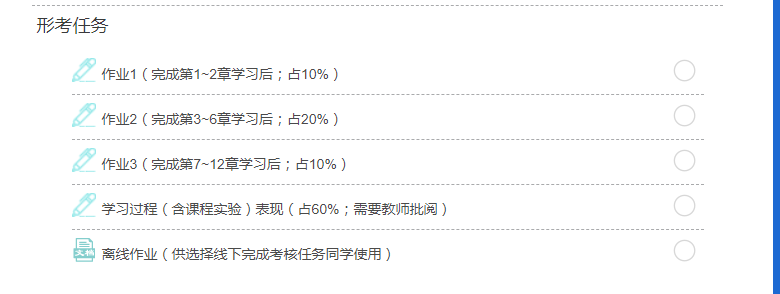 形考任务
作业1（完成第1~2章学习后；占10%）
作业2（完成第3~6章学习后；占20%）
作业3（完成第7~12章学习后；占10%）
学习过程（含课程实验）表现（占60%；需要教师批阅）
文稿
离线作业（供选择线下完成考核任务同学使用）